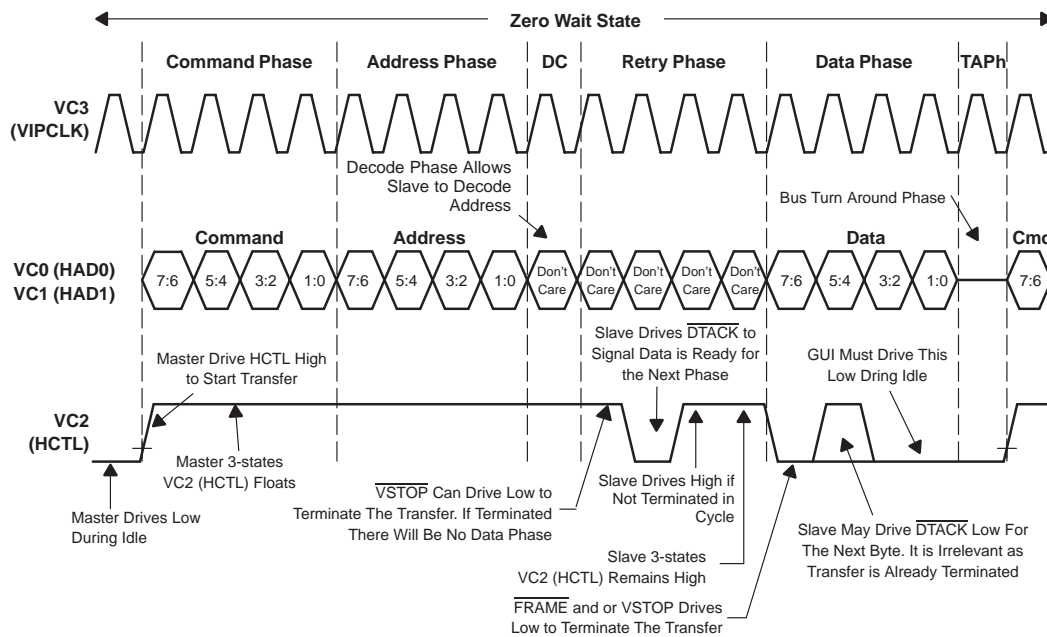 Zero Wait State
Command Phase Address Phase DC Retry Phase Data Phase TAPh
VC3
(VIPCLK)
Decode Phase Allows
Slave to Decode
Address
Bus Turn Around Phase
Command Address Data Cmd
VC0 (HAD0)
VC1 (HAD1)
7:6 5:4 3:2 1:0 7:6 5:4 3:2 1:0 Don't Care Don't Care Don't Care Don't Care Don't Care 7:6 5:4 3:2 1:0 7:6
Master Drive HCTL High
to Start Transfer
Slave Drives DTACK to
Signal Data is Ready for
the Next Phase
GUI Must Drive This
Low Dring Idle
VC2
(HCTL)
Master 3-states
VC2 (HCTL) Floats
Master Drives Low
During Idle
VSTOP Can Drive Low to
Terminate The Transfer. If Terminated
There Will Be No Data Phase
Slave Drives High if
Not Terminated in
Cycle
Slave May Drive DTACK Low For
The Next Byte. It is Irrelevant as
Transfer is Already Terminated
Slave 3-states
VC2 (HCTL) Remains High
FRAME and or VSTOP Drives
Low to Terminate The Transfer